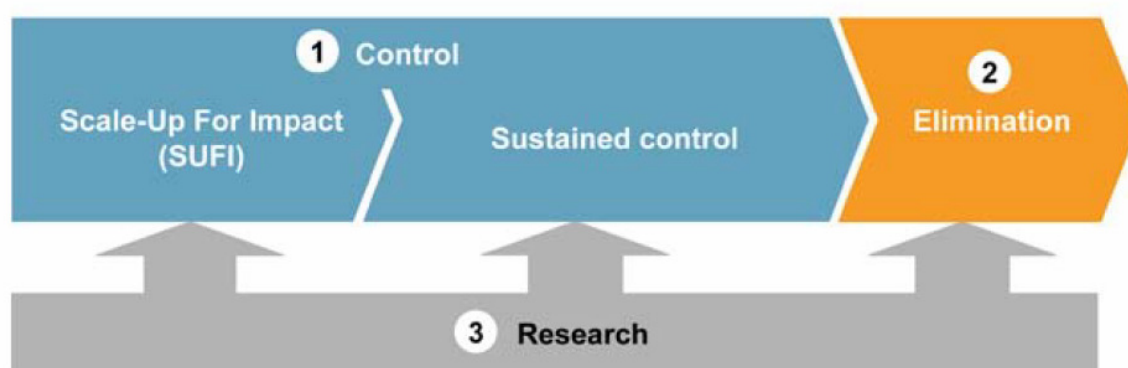 1 Control
Scale-Up For Impact
(SUFI)
Sustained control
2
Elimination
3 Research